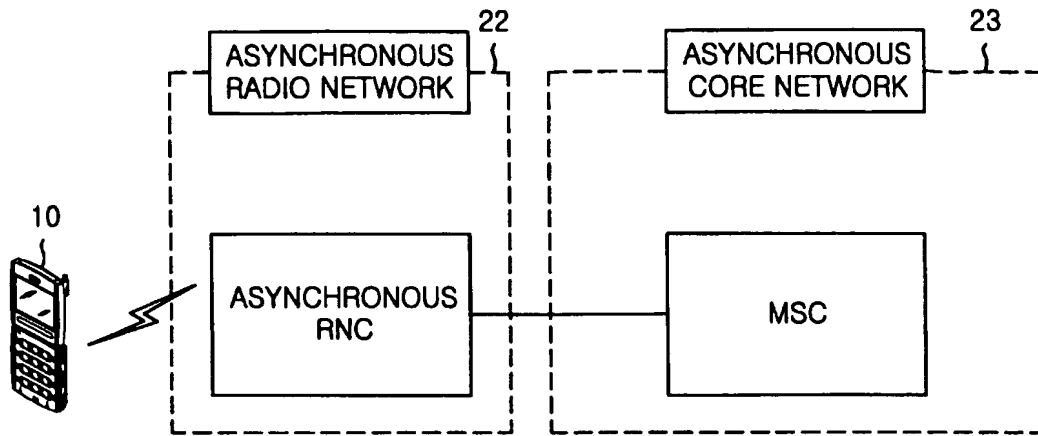 22
23
ASYNCHRONOUS
RADIO NETWORK
ASYNCHRONOUS
CORE NETWORK
10
ASYNCHRONOUS
RNC
MSC